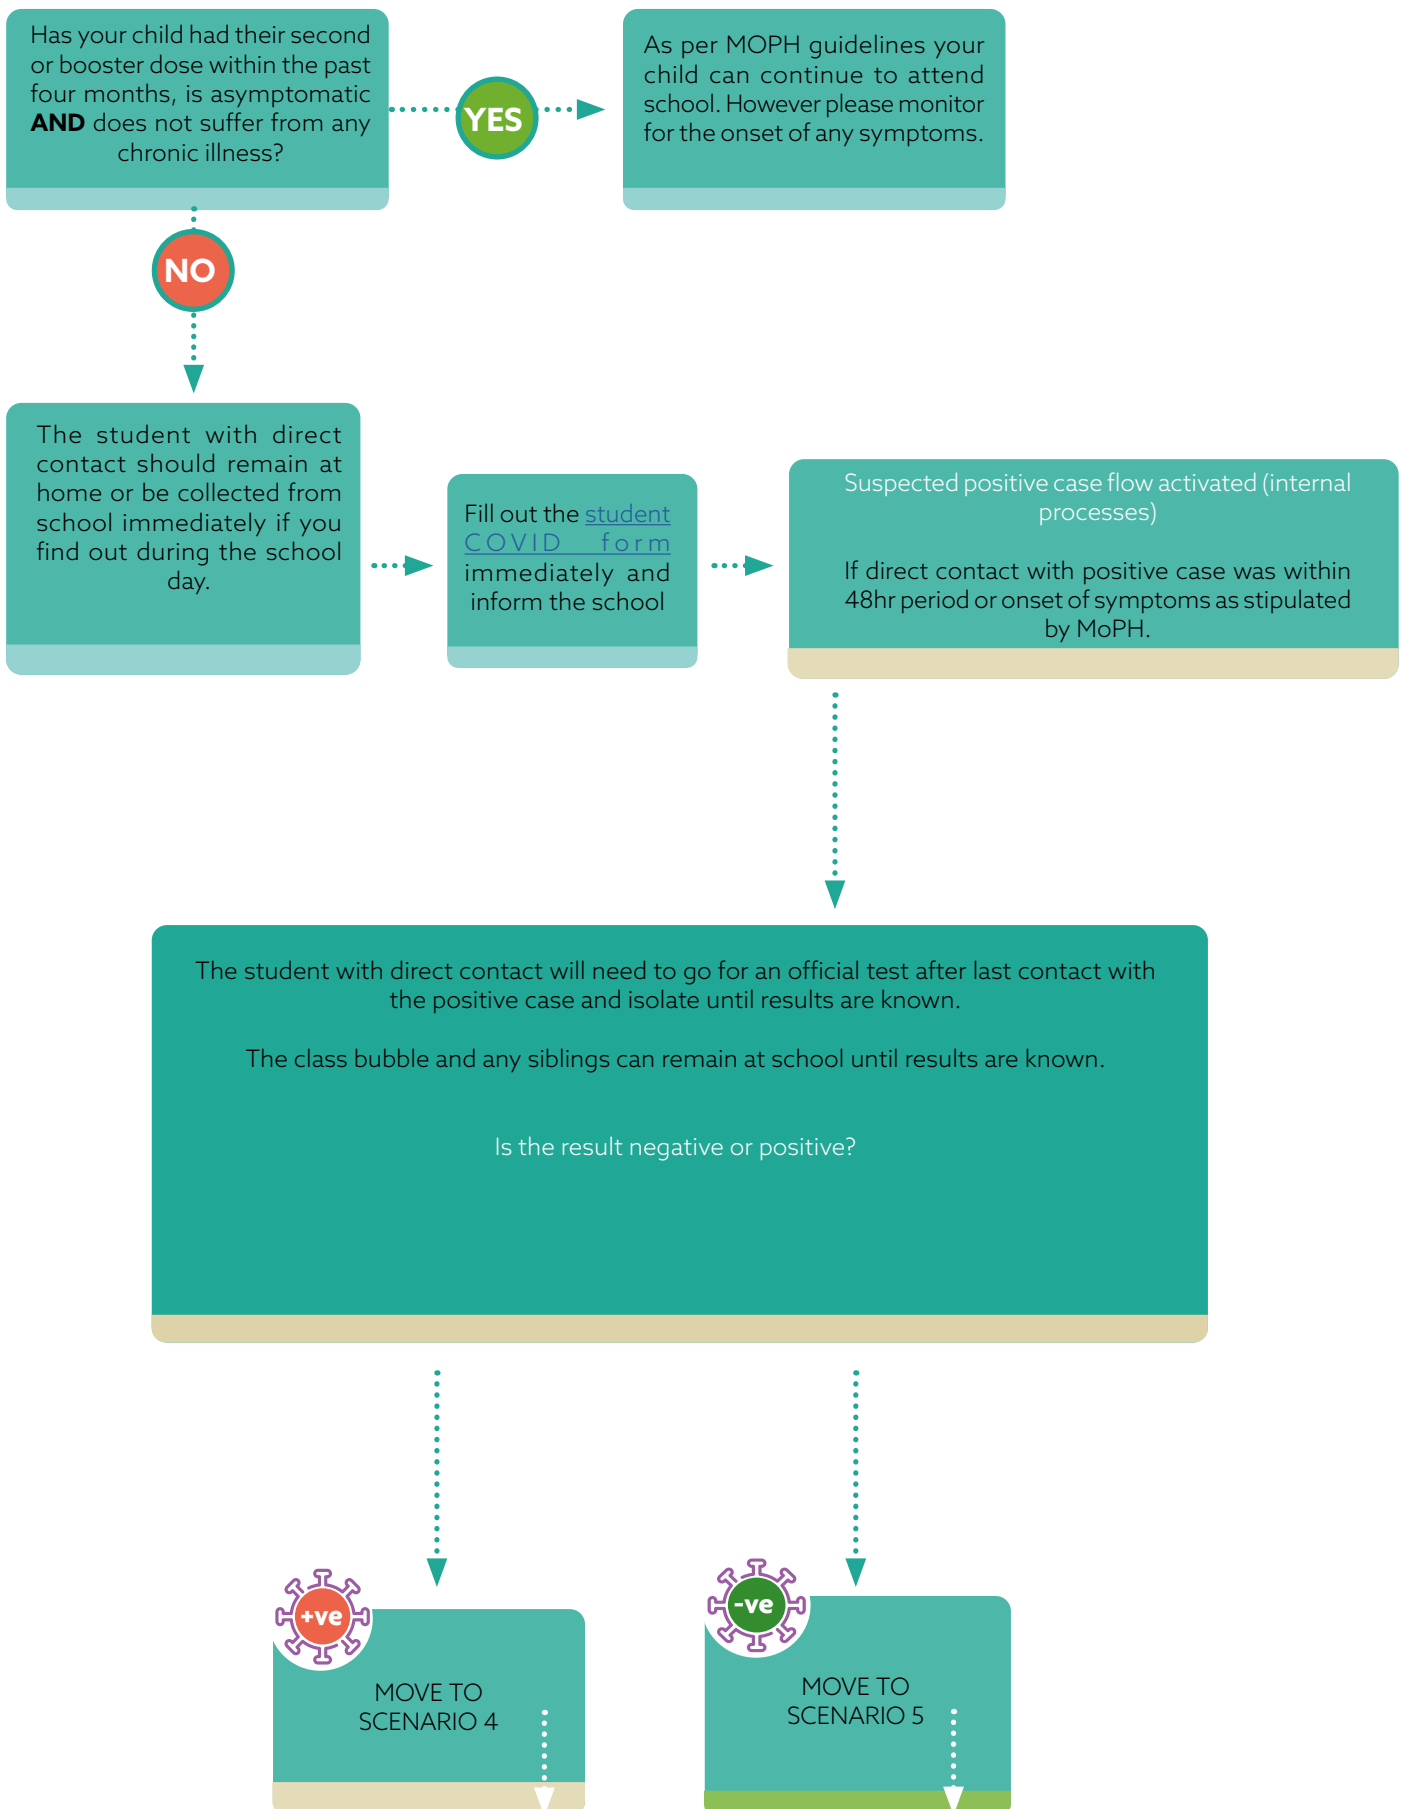 Has your child had their second
or booster dose within the past
four months, is asymptomatic
AND does not suffer from any
chronic illness?
YES
As per MOPH guidelines your
child can continue to attend
school. However please monitor
for the onset of any symptoms.
NO
The student with direct
contact should remain at
home or be collected from
school immediately if you
find out during the school
day.
Fill out the student
COVID form
immediately and
inform the school
Suspected positive case flow activated (internal
processes)
If direct contact with positive case was within
48hr period or onset of symptoms as stipulated
by MoPH.
The student with direct contact will need to go for an official test after last contact with
the positive case and isolate until results are known.
The class bubble and any siblings can remain at school until results are known.
Is the result negative or positive?
+ve
MOVE TO
SCENARIO 4
-ve
MOVE TO
SCENARIO 5